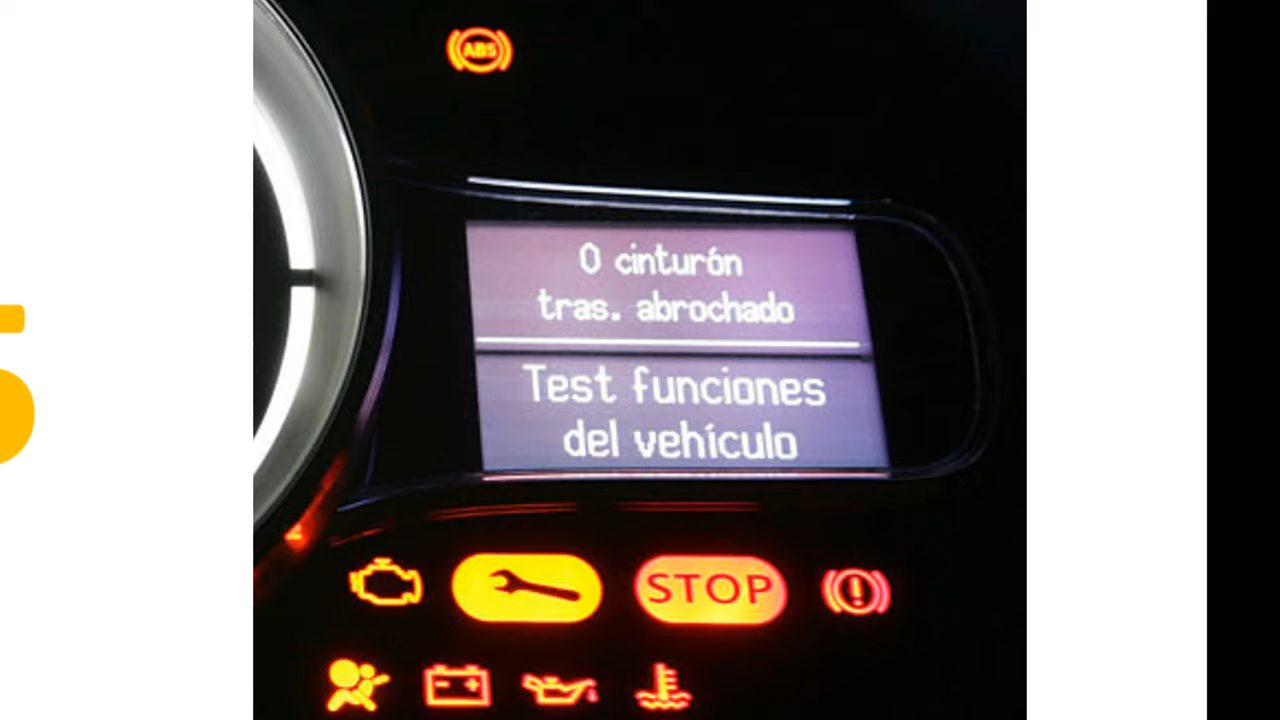 ABS
0 cinturón
tras. abrochado
Test funciones
del vehículo
STOP